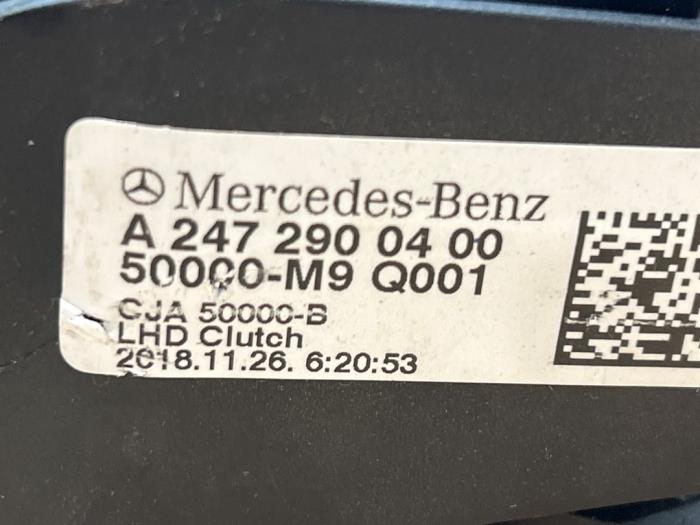 Mercedes-Benz
A 247 290 04 00
50000-M9 Q001
CJA 50000-B
LHD Clutch
2018.11.26. 6:20:53